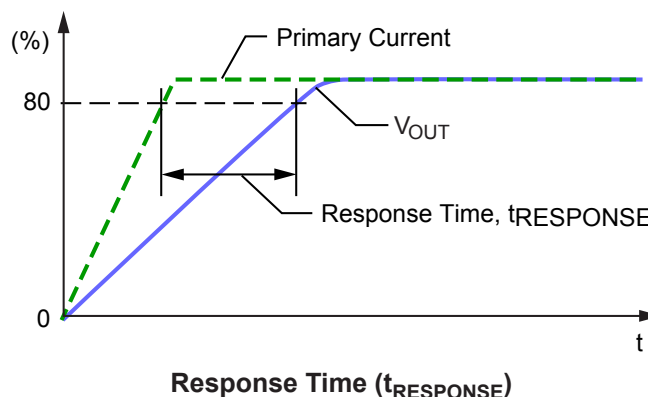 (%)
Primary Current
80
VOUT
Response Time, tRESPONSE
0
t
Response Time (tRESPONSE)